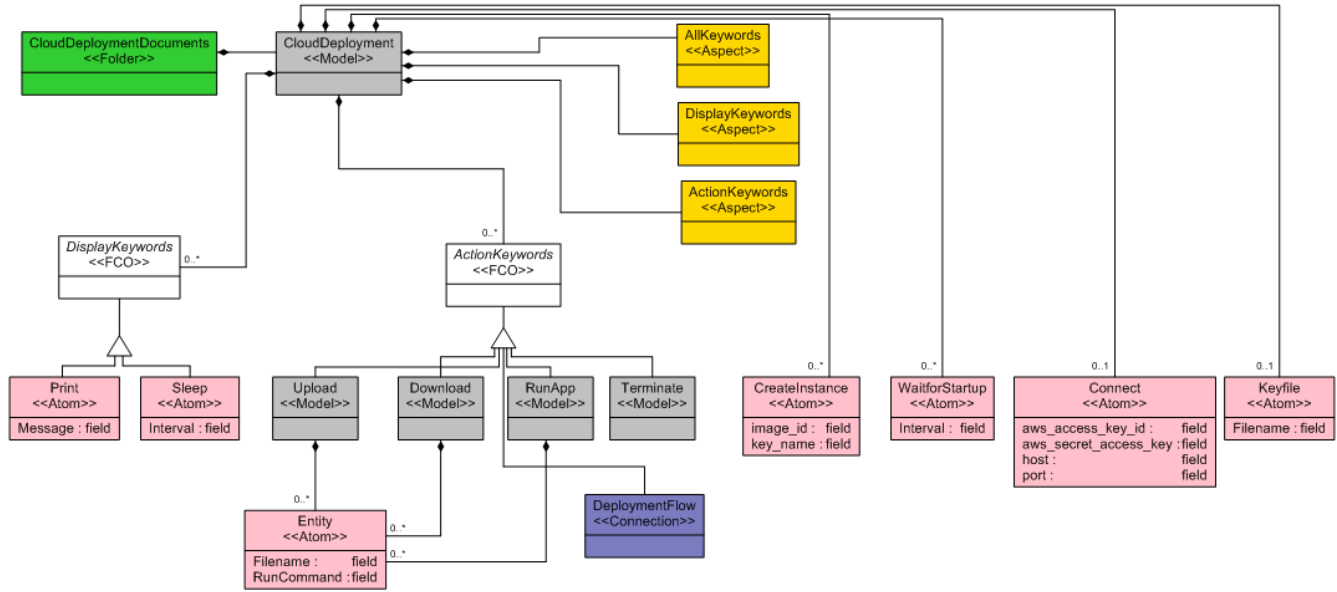 CloudDeploymentDocuments
<<Folder>>
CloudDeployment
<<Model>>
AllKeywords
<<Aspect>>
DisplayKeywords
<<Aspect>>
ActionKeywords
<<Aspect>>
DisplayKeywords
<<FCO>>
0..*
0..*
ActionKeywords
<<FCO>>
Print
<<Atom>>
Message : field
Sleep
<<Atom>>
Interval : field
Upload
<<Model>>
Download
<<Model>>
RunApp
<<Model>>
Terminate
<<Model>>
0..*
CreateInstance
<<Atom>>
image_id : field
key_name : field
0..*
WaitforStartup
<<Atom>>
Interval : field
0..1
Connect
<<Atom>>
aws_access_key_id : field
aws_secret_access_key : field
host : field
port : field
0..1
Keyfile
<<Atom>>
Filename : field
0..*
0..*
0..*
Entity
<<Atom>>
Filename : field
RunCommand : field
DeploymentFlow
<<Connection>>